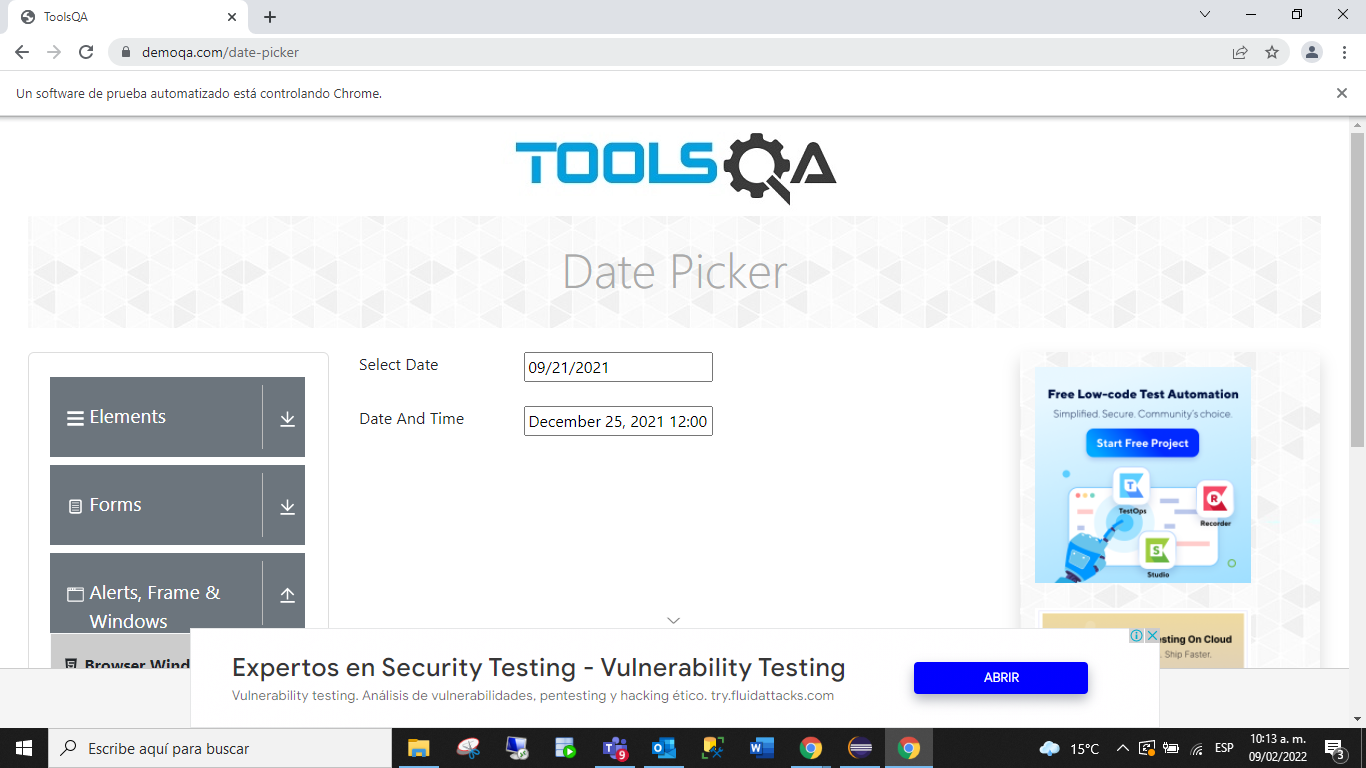 ToolsQA
demoqa.com/date-picker
Un software de prueba automatizado está controlando Chrome.
TOOLSQA
Date Picker
Select Date
09/21/2021
Date And Time
December 25, 2021 12:00
Elements
Forms
Alerts, Frame &
Windows
Browser Wind
Free Low-code Test Automation
Simplified. Secure. Community's choice.
Start Free Project
TestOps
Recorder
Studio
esting On Cloud
. Ship Faster.
Expertos en Security Testing - Vulnerability Testing
Vulnerability testing. Análisis de vulnerabilidades, pentesting y hacking ético. try.fluidattacks.com
ABRIR
Escribe aquí para buscar
9
15°C
ESP
10:13 a. m.
09/02/2022
3